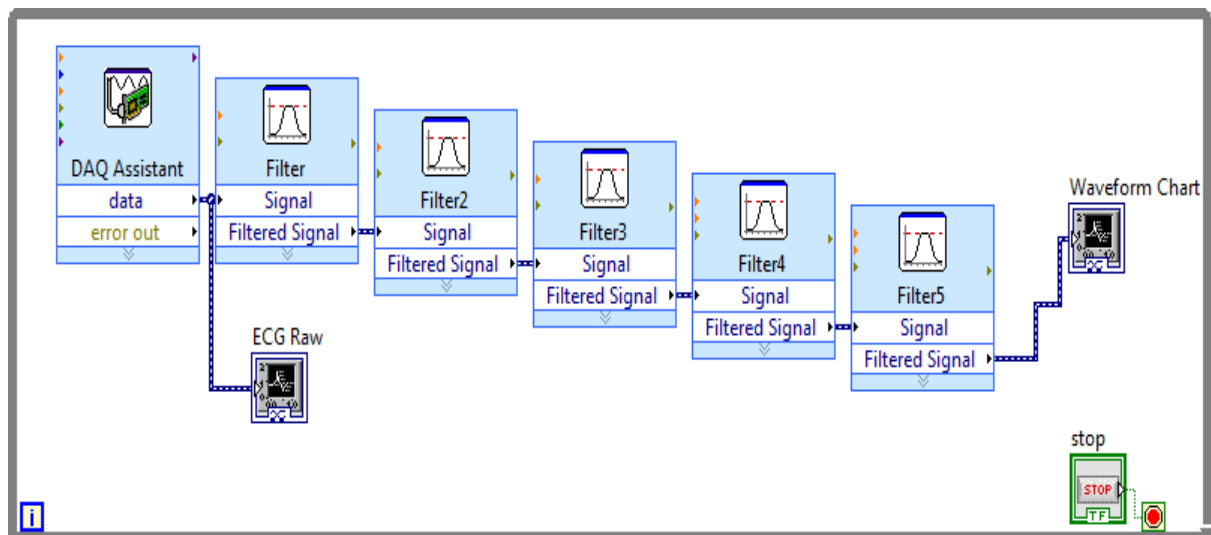 DAQ Assistant
data
error out
Filter
Signal
Filtered Signal
Filter2
Signal
Filtered Signal
Filter3
Signal
Filtered Signal
Filter4
Signal
Filtered Signal
Filter5
Signal
Filtered Signal
Waveform Chart
ECG Raw
stop
STOP
TF
i